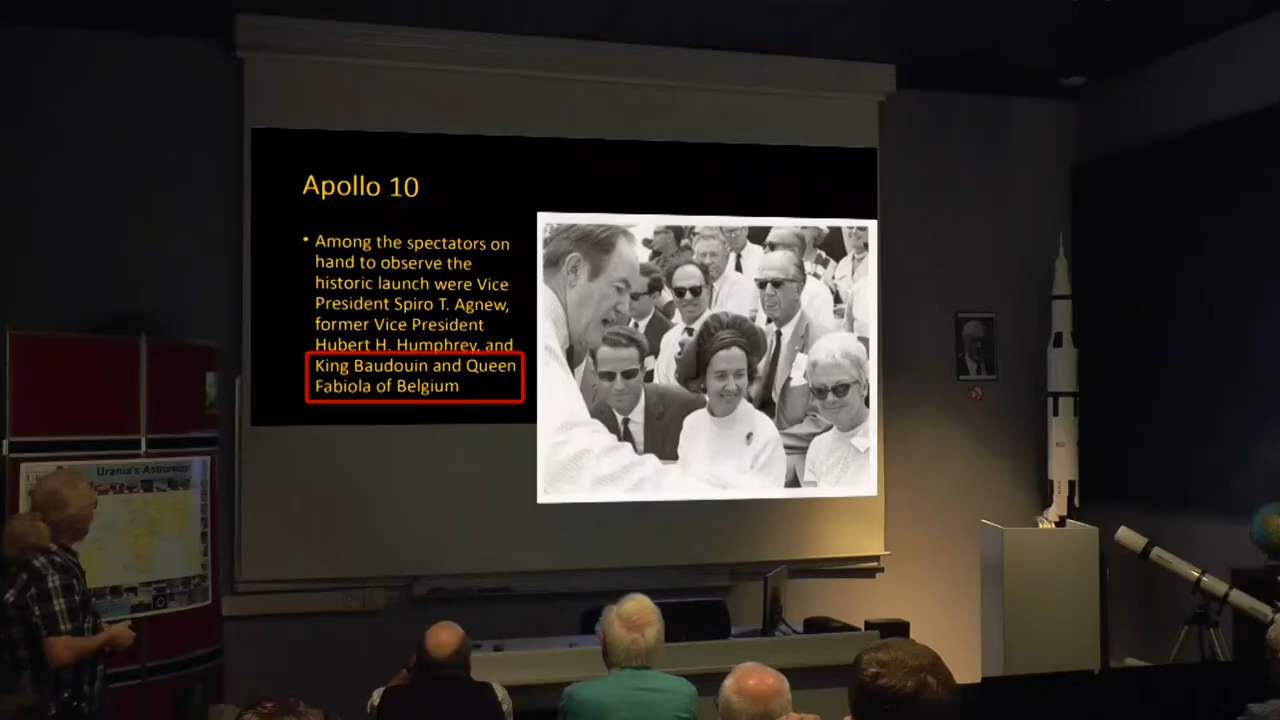 Apollo 10
• Among the spectators on
hand to observe the
historic launch were Vice
President Spiro T. Agnew,
former Vice President
Hubert H. Humphrey, and
King Baudouin and Queen
Fabiola of Belgium
Urania's